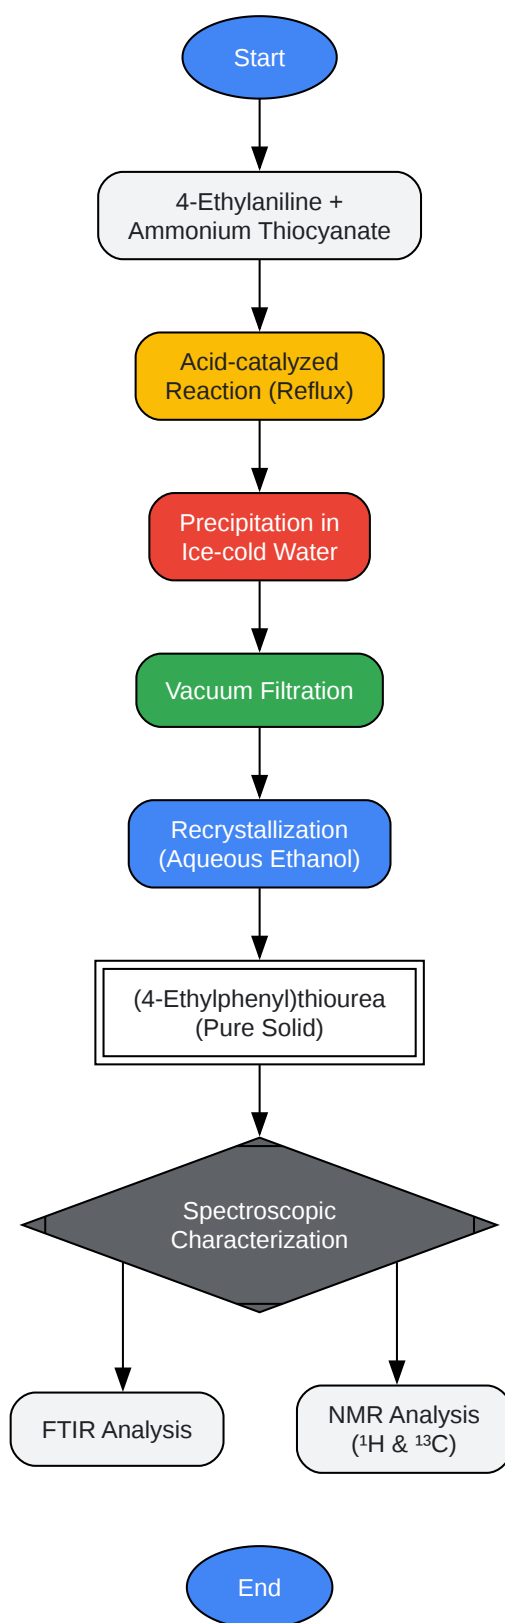 Start
4-Ethylaniline +
Ammonium Thiocyanate
Acid-catalyzed
Reaction (Reflux)
Precipitation in
Ice-cold Water
Vacuum Filtration
Recrystallization
(Aqueous Ethanol)
(4-Ethylphenyl)thiourea
(Pure Solid)
Spectroscopic
Characterization
FTIR Analysis
NMR Analysis
(¹H & ¹³C)
End